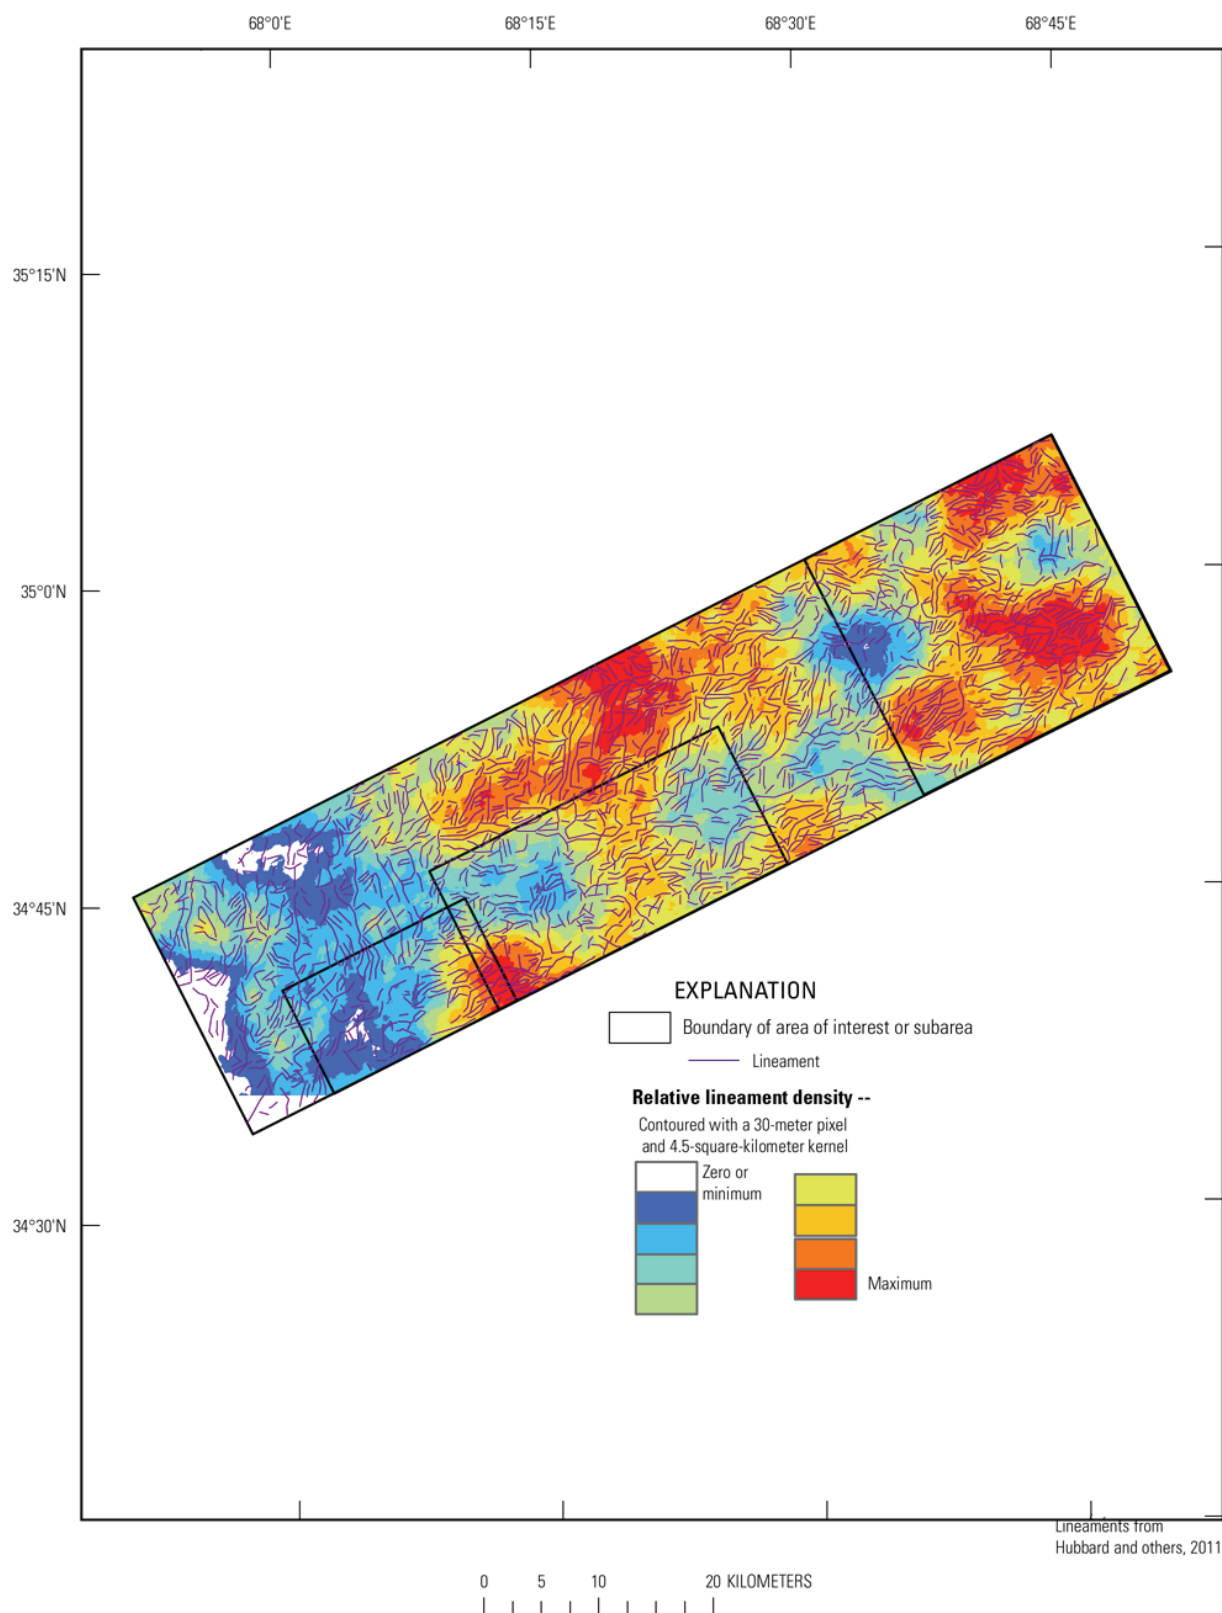 68°0'E 68°15'E 68°30'E 68°45'E
35°15'N
35°0'N
34°45'N
34°30'N
EXPLANATION
Boundary of area of interest or subarea
Lineament
Relative lineament density --
Contoured with a 30-meter pixel
and 4.5-square-kilometer kernel
Zero or
minimum
Maximum
Lineaments from
Hubbard and others, 2011
0 5 10 20 KILOMETERS